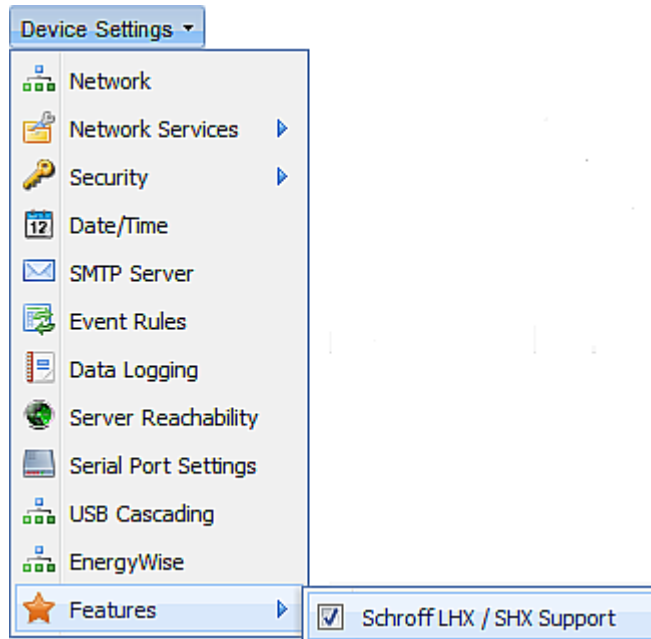 Device Settings
Network
Network Services
Security
12
Date/Time
SMTP Server
Event Rules
Data Logging
Server Reachability
Serial Port Settings
USB Cascading
EnergyWise
Features
Schroff LHX / SHX Support